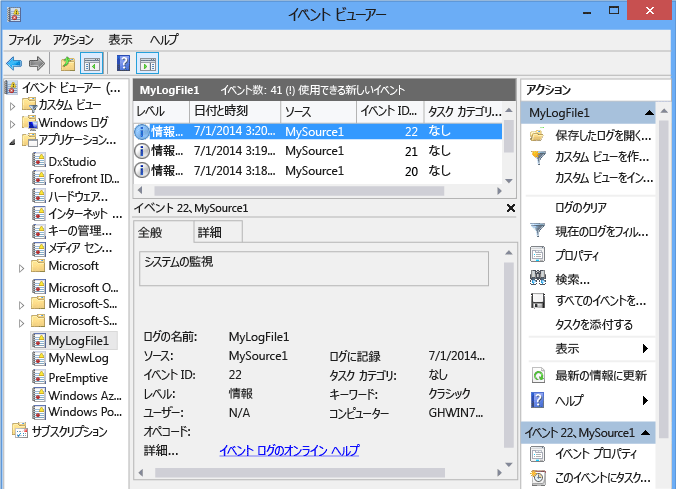 イベント ビューアー
ファイル アクション 表示 ヘルプ
イベント ビューアー (...
カスタム ビュー
Windows ログ
アプリケーション...
DxStudio
Forefront ID...
ハードウェア...
インターネット ...
キーの管理...
メディア セン...
Microsoft
Microsoft O...
Microsoft-S...
Microsoft-S...
MyLogFile1
MyNewLog
PreEmptive
Windows Az...
Windows Po...
サブスクリプション
MyLogFile1 イベント数: 41 (!) 使用できる新しいイベント
レベル 日付と時刻 ソース イベント ID... タスク カテゴリ...
情報... 7/1/2014 3:20... MySource1 22 なし
情報... 7/1/2014 3:19... MySource1 21 なし
情報... 7/1/2014 3:18... MySource1 20 なし
イベント 22、MySource1
全般 詳細
システムの監視
ログの名前: MyLogFile1
ソース: MySource1 ログに記録 7/1/2014...
イベント ID: 22 タスク カテゴリ: なし
レベル: 情報 キーワード: クラシック
ユーザー: N/A コンピューター GHWIN7...
オペコード:
詳細... イベント ログのオンライン ヘルプ
アクション
MyLogFile1
保存したログを開く...
カスタム ビューを作...
カスタム ビューをイン...
ログのクリア
現在のログをフィル...
プロパティ
検索...
すべてのイベントを...
タスクを添付する
表示
最新の情報に更新
ヘルプ
イベント 22、MySource1
イベント プロパティ
このイベントにタスク...